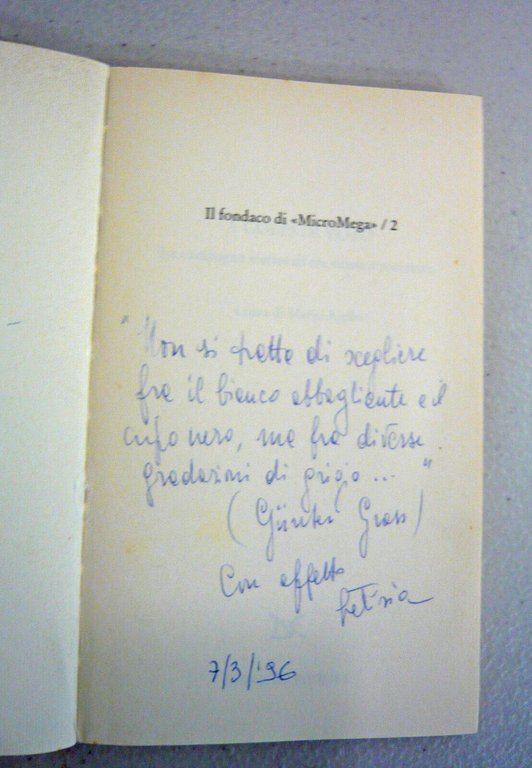 Il fondaco di «MicroMega» / 2
"Non si tratta di scegliere
fra il bianco abbagliante e il
cupo nero, ma fra diverse
gradazioni di grigio ... "
(Günter Grass)
Con affetto
Letizia
7/3/'96